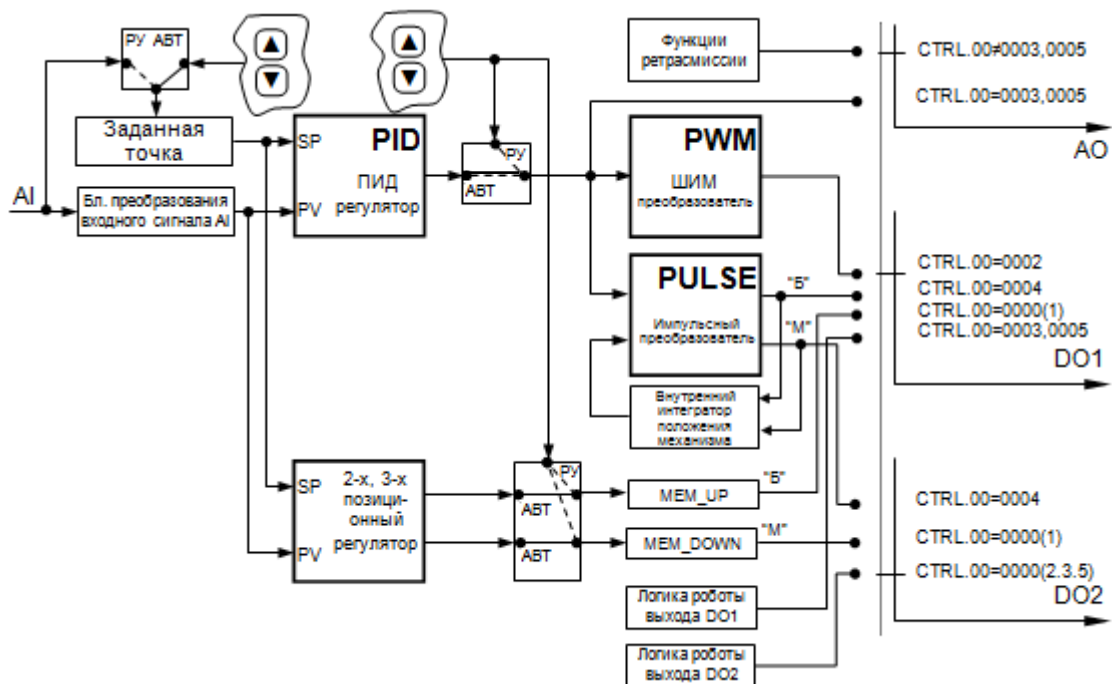 РУ АВТ
Заданная
точка
AI
Бл. преобразования
входного сигнала AI
SP
PID
ПИД
регулятор
PV
РУ
АВТ
Функции
ретрасмиссии
PWM
ШИМ
преобразователь
PULSE
Импульсный
преобразователь
"Б"
"М"
Внутренний
интегратор
положения
механизма
SP
2-х, 3-х
позици-
онный
регулятор
PV
РУ
АВТ
АВТ
MEM_UP
"Б"
MEM_DOWN
"М"
Логика роботы
выхода DO1
Логика роботы
выхода DO2
CTRL.00≠0003,0005
CTRL.00=0003,0005
AO
CTRL.00=0002
CTRL.00=0004
CTRL.00=0000(1)
CTRL.00=0003,0005
DO1
CTRL.00=0004
CTRL.00=0000(1)
CTRL.00=0000(2.3.5)
DO2